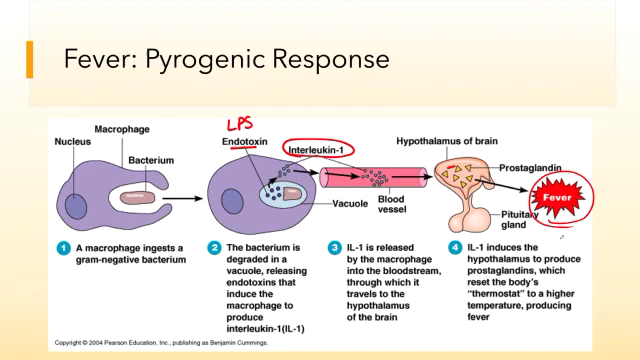 Fever: Pyrogenic Response
LPS
Macrophage
Nucleus
Bacterium
Endotoxin
Interleukin-1
Vacuole
Blood
vessel
Hypothalamus of brain
Prostaglandin
Fever
Pituitary
gland
1 A macrophage ingests a
gram-negative bacterium
2 The bacterium is
degraded in a
vacuole, releasing
endotoxins that
induce the
macrophage to
produce
interleukin-1(IL-1)
3 IL-1 is released
by the macrophage
into the bloodstream,
through which it
travels to the
hypothalamus
of the brain
4 IL-1 induces the
hypothalamus to produce
prostaglandins, which
reset the body's
"thermostat" to a higher
temperature, producing
fever
Copyright © 2004 Pearson Education, Inc., publishing as Benjamin Cummings.